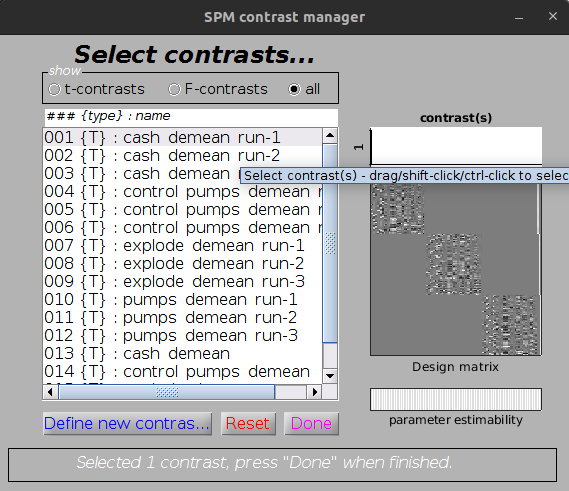 SPM contrast manager
Select contrasts...
show
t-contrasts
F-contrasts
all
### {type} : name
001 {T} : cash demean run-1
002 {T} : cash demean run-2
003 {T} : cash demean
004 {T} : control pumps demean r
005 {T} : control pumps demean r
006 {T} : control pumps demean r
007 {T} : explode demean run-1
008 {T} : explode demean run-2
009 {T} : explode demean run-3
010 {T} : pumps demean run-1
011 {T} : pumps demean run-2
012 {T} : pumps demean run-3
013 {T} : cash demean
014 {T} : control pumps demean
contrast(s)
1
Select contrast(s) - drag/shift-click/ctrl-click to selec
Design matrix
parameter estimability
Define new contras...
Reset
Done
Selected 1 contrast, press "Done" when finished.